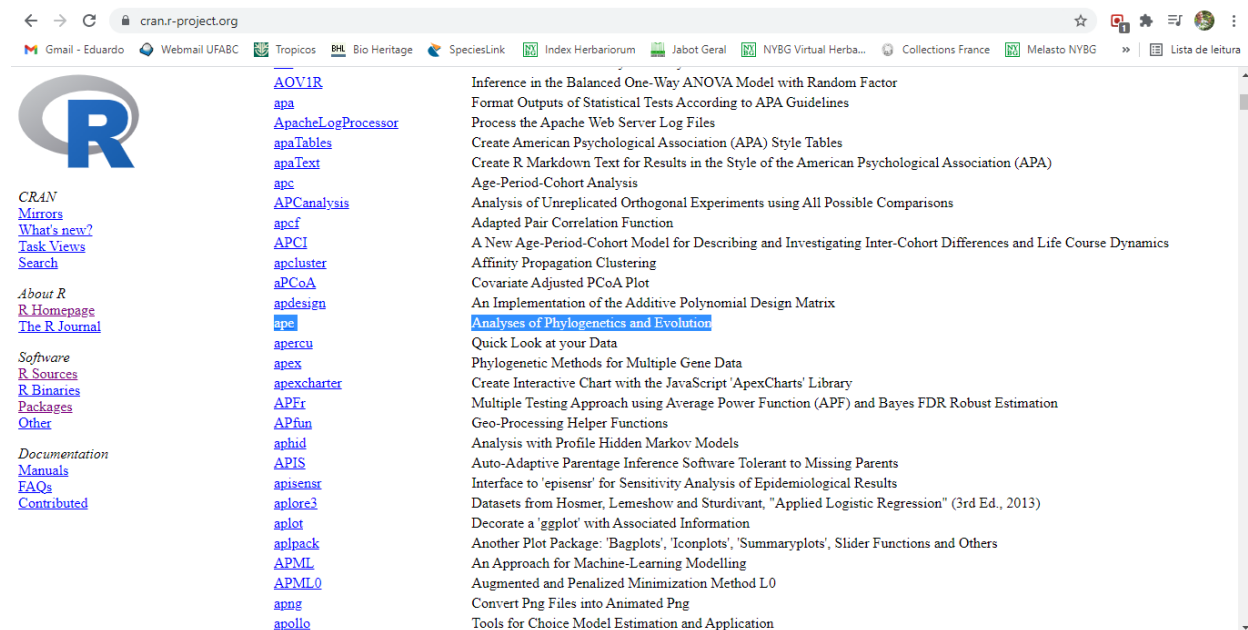 cran.r-project.org
1
Gmail - Eduardo Webmail UFABC Tropicos BHL Bio Heritage SpeciesLink NY BG Index Herbariorum Jabot Geral NY BG NYBG Virtual Herba... Collections France NY BG Melasto NYBG » Lista de leitura
R
CRAN
Mirrors
What's new?
Task Views
Search
About R
R Homepage
The R Journal
Software
R Sources
R Binaries
Packages
Other
Documentation
Manuals
FAQs
Contributed
AOV1R Inference in the Balanced One-Way ANOVA Model with Random Factor
apa Format Outputs of Statistical Tests According to APA Guidelines
ApacheLogProcessor Process the Apache Web Server Log Files
apaTables Create American Psychological Association (APA) Style Tables
apaText Create R Markdown Text for Results in the Style of the American Psychological Association (APA)
apc Age-Period-Cohort Analysis
APCanalysis Analysis of Unreplicated Orthogonal Experiments using All Possible Comparisons
apcf Adapted Pair Correlation Function
APCI A New Age-Period-Cohort Model for Describing and Investigating Inter-Cohort Differences and Life Course Dynamics
apcluster Affinity Propagation Clustering
aPCoA Covariate Adjusted PCoA Plot
apdesign An Implementation of the Additive Polynomial Design Matrix
ape Analyses of Phylogenetics and Evolution
apercu Quick Look at your Data
apex Phylogenetic Methods for Multiple Gene Data
apexcharter Create Interactive Chart with the JavaScript 'ApexCharts' Library
APFr Multiple Testing Approach using Average Power Function (APF) and Bayes FDR Robust Estimation
APfun Geo-Processing Helper Functions
aphid Analysis with Profile Hidden Markov Models
APIS Auto-Adaptive Parentage Inference Software Tolerant to Missing Parents
apisensr Interface to 'episensr' for Sensitivity Analysis of Epidemiological Results
aplore3 Datasets from Hosmer, Lemeshow and Sturdivant, "Applied Logistic Regression" (3rd Ed., 2013)
aplot Decorate a 'ggplot' with Associated Information
aplpack Another Plot Package: 'Bagplots', 'Iconplots', 'Summaryplots', Slider Functions and Others
APML An Approach for Machine-Learning Modelling
APML0 Augmented and Penalized Minimization Method L0
apng Convert Png Files into Animated Png
apollo Tools for Choice Model Estimation and Application